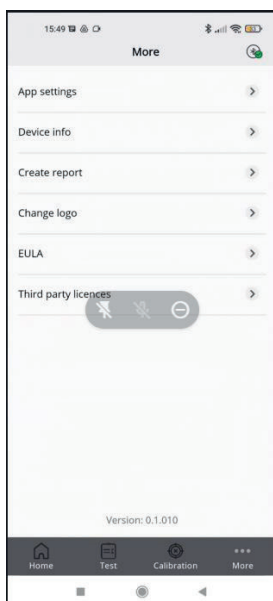 15:49
More
App settings
Device info
Create report
Change logo
EULA
Third party licences
Version: 0.1.010
Home Test Calibration More